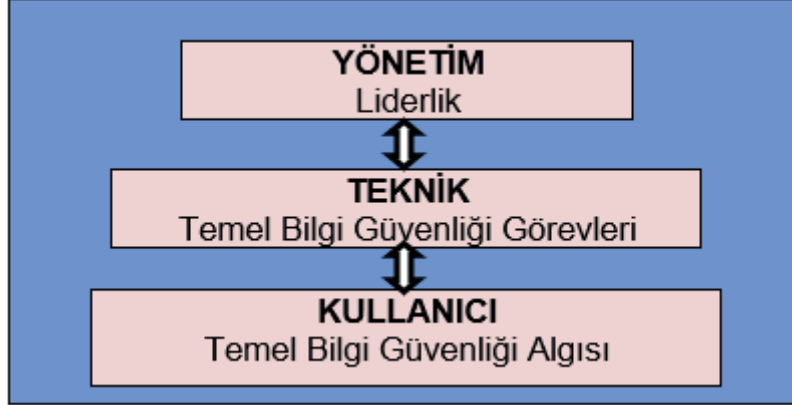 YÖNETİM
Liderlik
TEKNİK
Temel Bilgi Güvenliği Görevleri
KULLANICI
Temel Bilgi Güvenliği Algısı